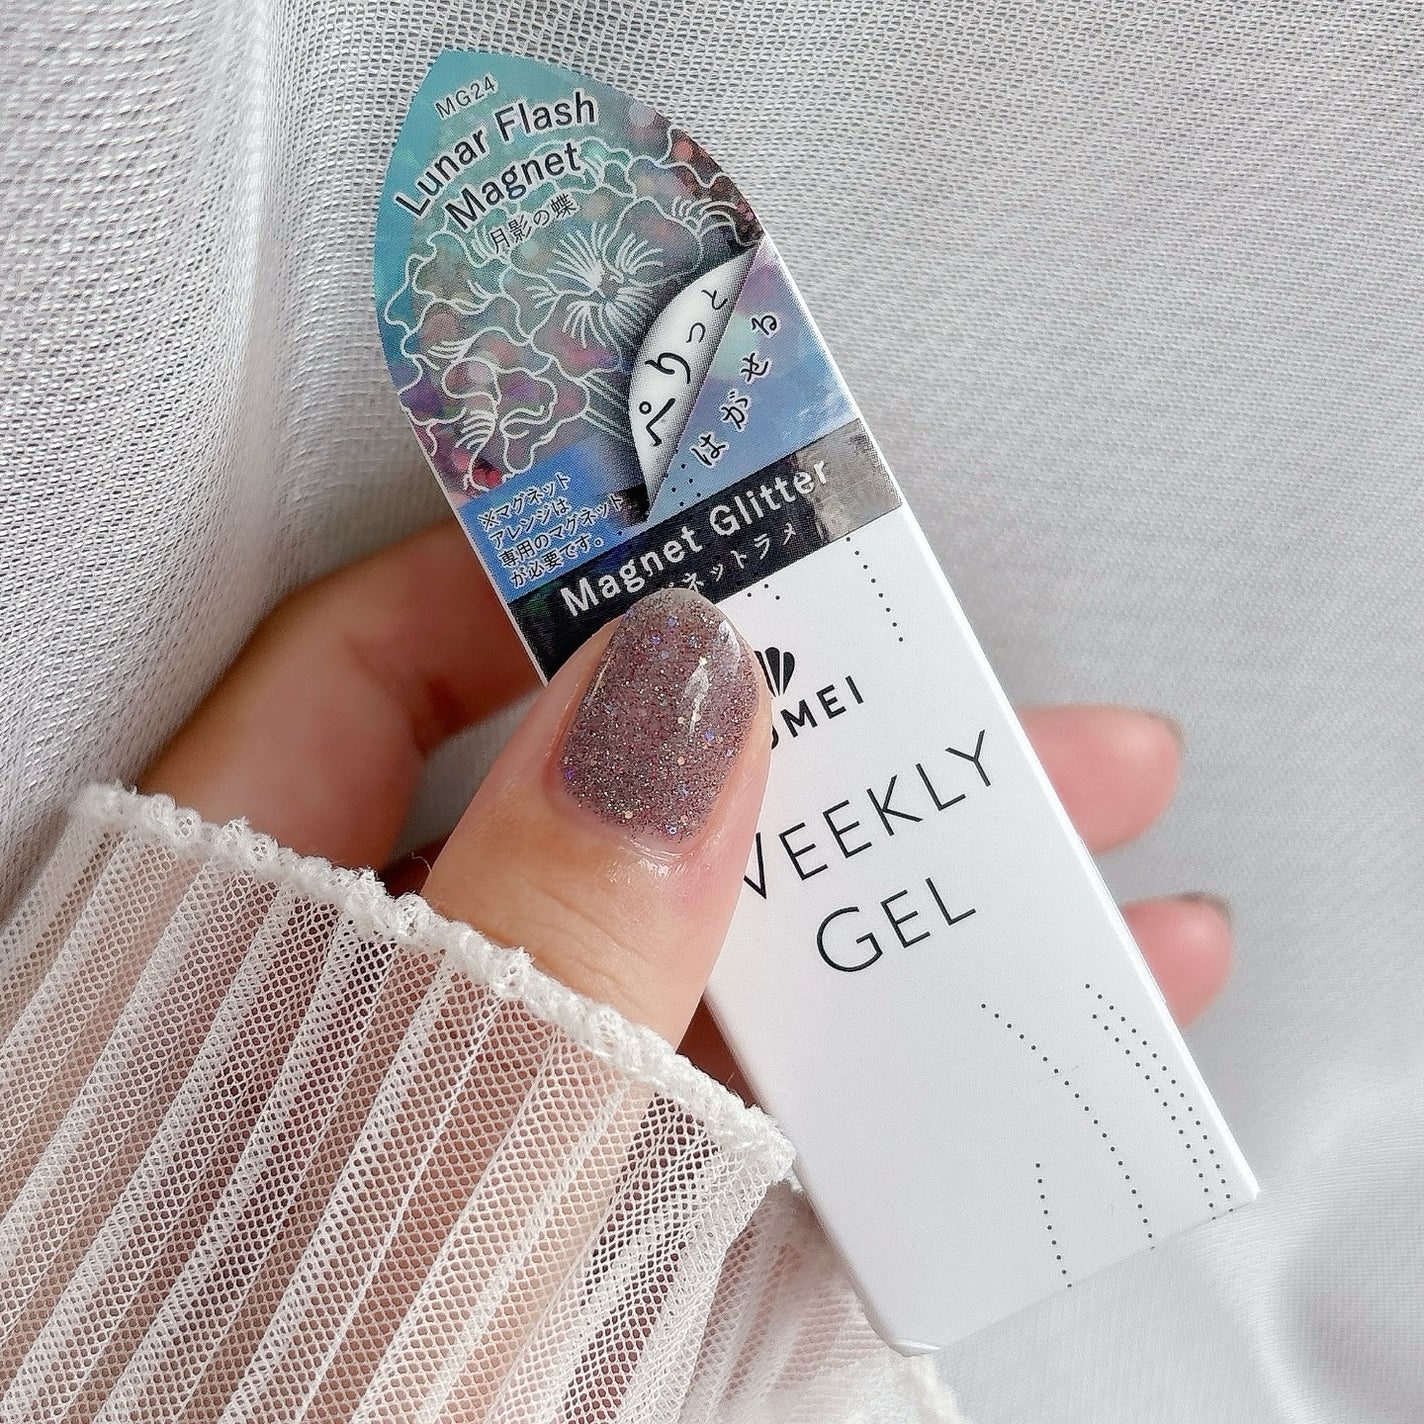 MG24
Lunar Flash
Magnet
月影の蝶
ぺりっと
はがせる
※マグネット
アレンジは
専用のマグネット
が必要です。
Magnet Glitter
ネットラメ
OMEI
WEEKLY
GEL